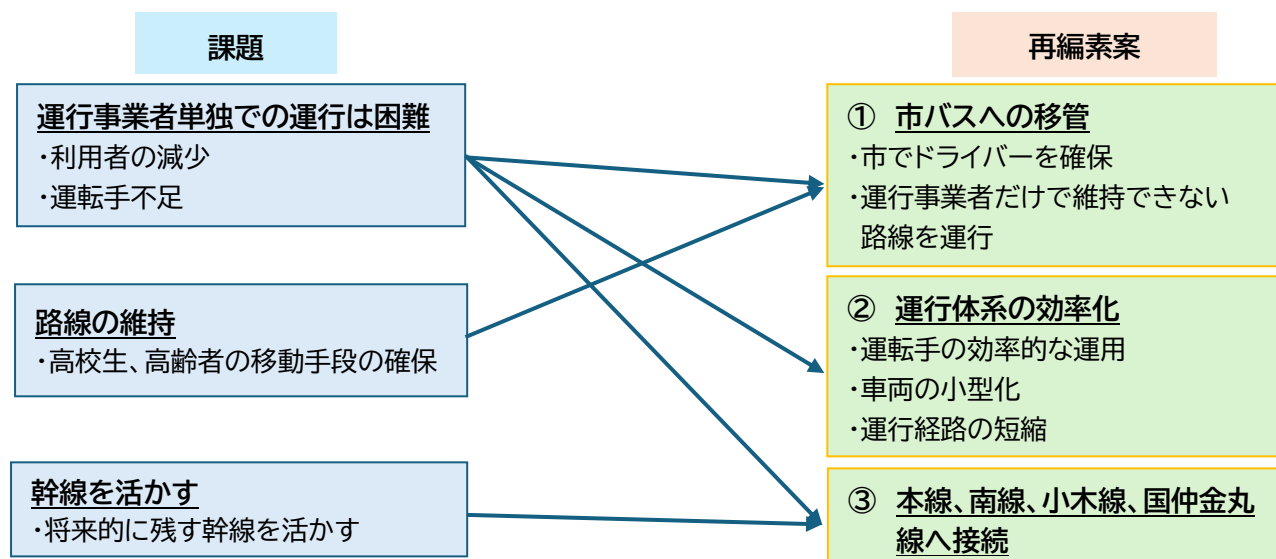 課題
運行事業者単独での運行は困難
・利用者の減少
・運転手不足
路線の維持
・高校生、高齢者の移動手段の確保
幹線を活かす
・将来的に残す幹線を活かす
再編素案
① 市バスへの移管
・市でドライバーを確保
・運行事業者だけで維持できない
路線を運行
② 運行体系の効率化
・運転手の効率的な運用
・車両の小型化
・運行経路の短縮
③ 本線、南線、小木線、国仲金丸
線へ接続